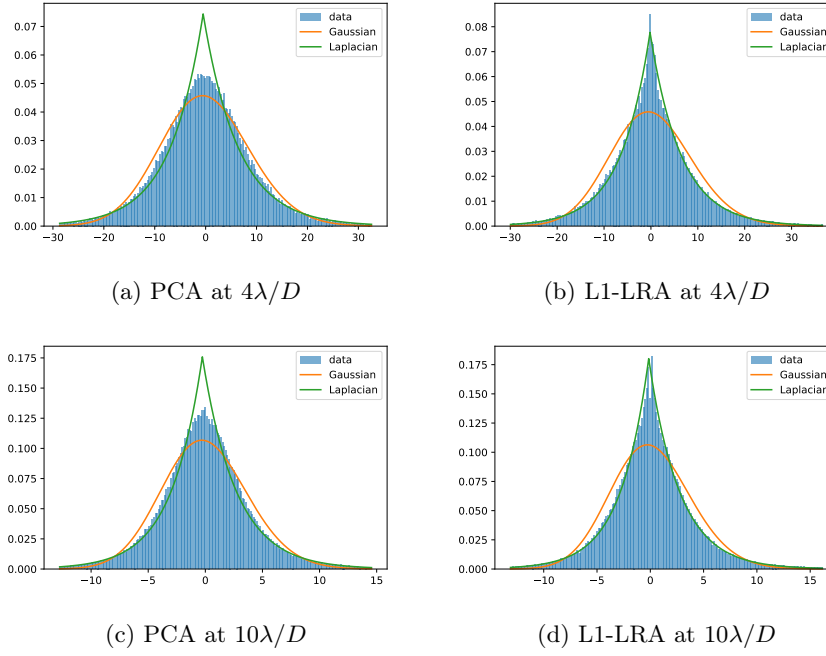 0.07
0.06
0.05
0.04
0.03
0.02
0.01
0.00
−30 −20 −10 0 10 20 30
data
Gaussian
Laplacian
(a) PCA at 4λ/D
0.08
0.07
0.06
0.05
0.04
0.03
0.02
0.01
0.00
−30 −20 −10 0 10 20 30
data
Gaussian
Laplacian
(b) L1-LRA at 4λ/D
0.175
0.150
0.125
0.100
0.075
0.050
0.025
0.000
−10 −5 0 5 10 15
data
Gaussian
Laplacian
(c) PCA at 10λ/D
0.175
0.150
0.125
0.100
0.075
0.050
0.025
0.000
−10 −5 0 5 10 15
data
Gaussian
Laplacian
(d) L1-LRA at 10λ/D